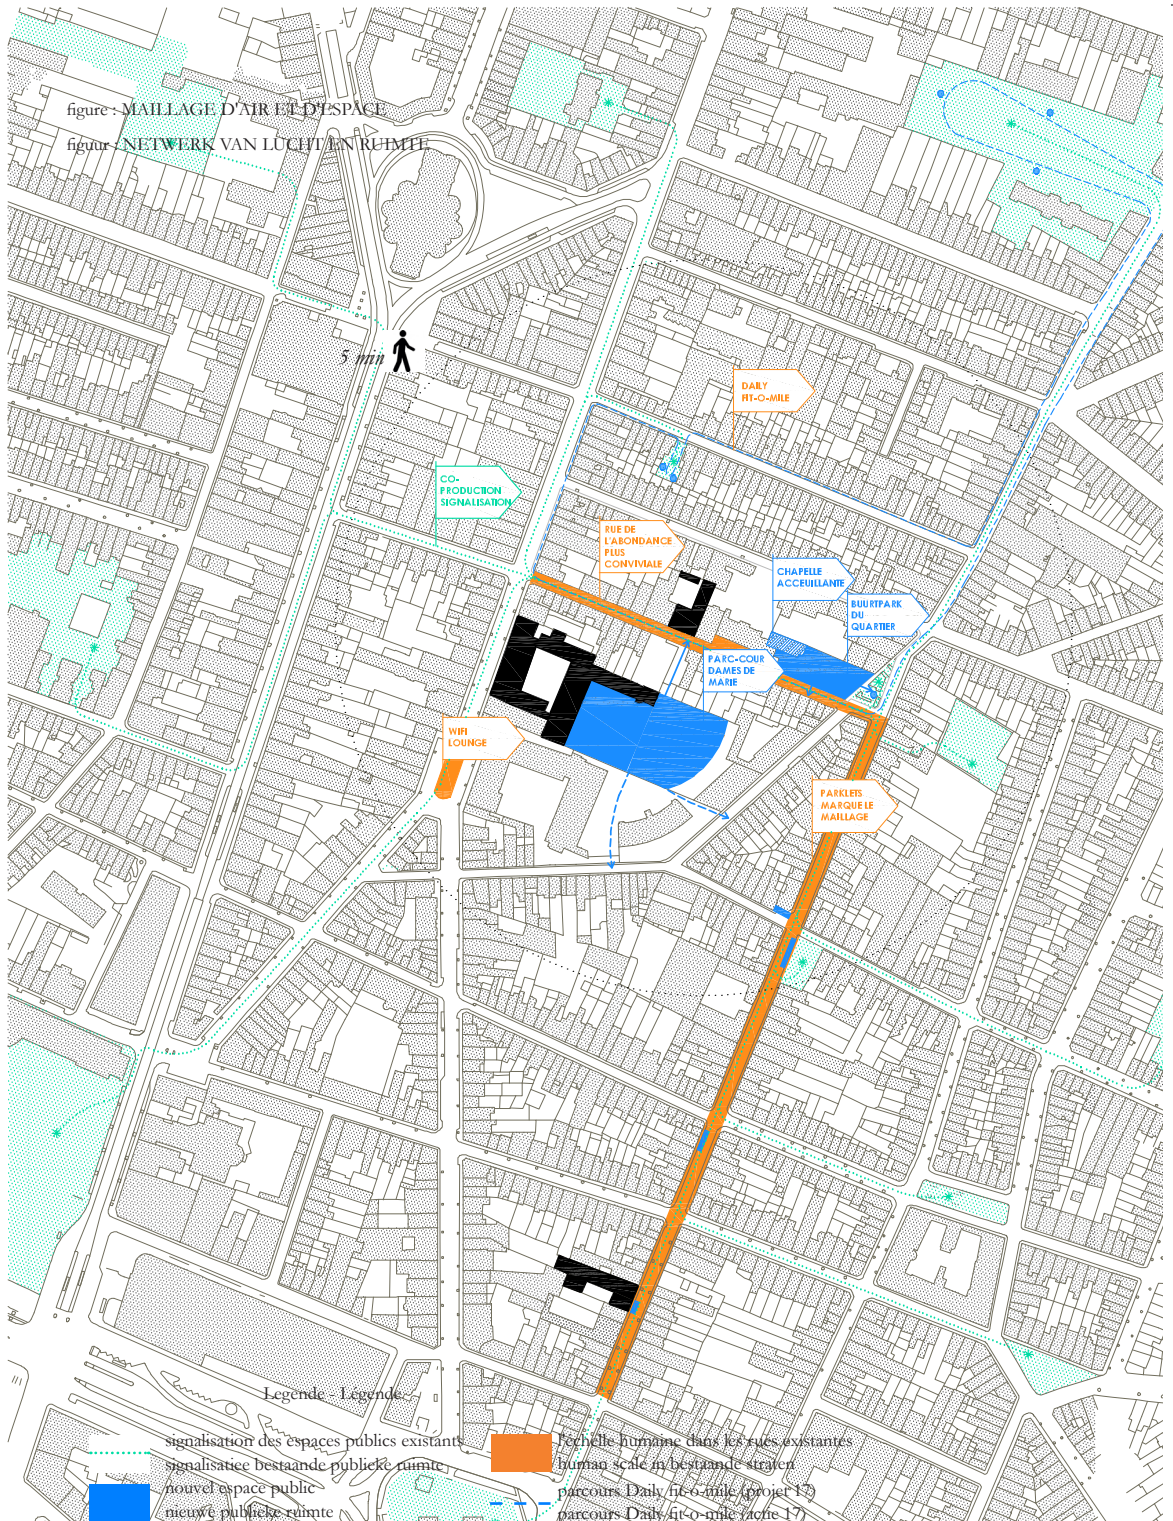 figure : MAILLAGE D'AIR ET D'ESPACE
figuur : NETWERK VAN LUCHT EN RUIMTE
5 min
DAILY
FIT-O-MILE
CO-
PRODUCTION
SIGNALISATION
RUE DE
L'ABONDANCE
PLUS
CONVIVIALE
CHAPELLE
ACCEUILLANTE
BUURTPARK
DU
QUARTIER
PARC-COUR
DAMES DE
MARIE
WIFI
LOUNGE
PARKLETS
MARQUE LE
MAILLAGE
Legende - Legende
signalisation des espaces publics existants
signalisatiee bestaande publieke ruimte
nouvel espace public
nieuwe publieke ruimte
l'échelle humaine dans les rues existantes
human scale in bestaande straten
parcours Daily fit-o-mile (projet 17)
parcours Daily fit-o-mile (actie 17)